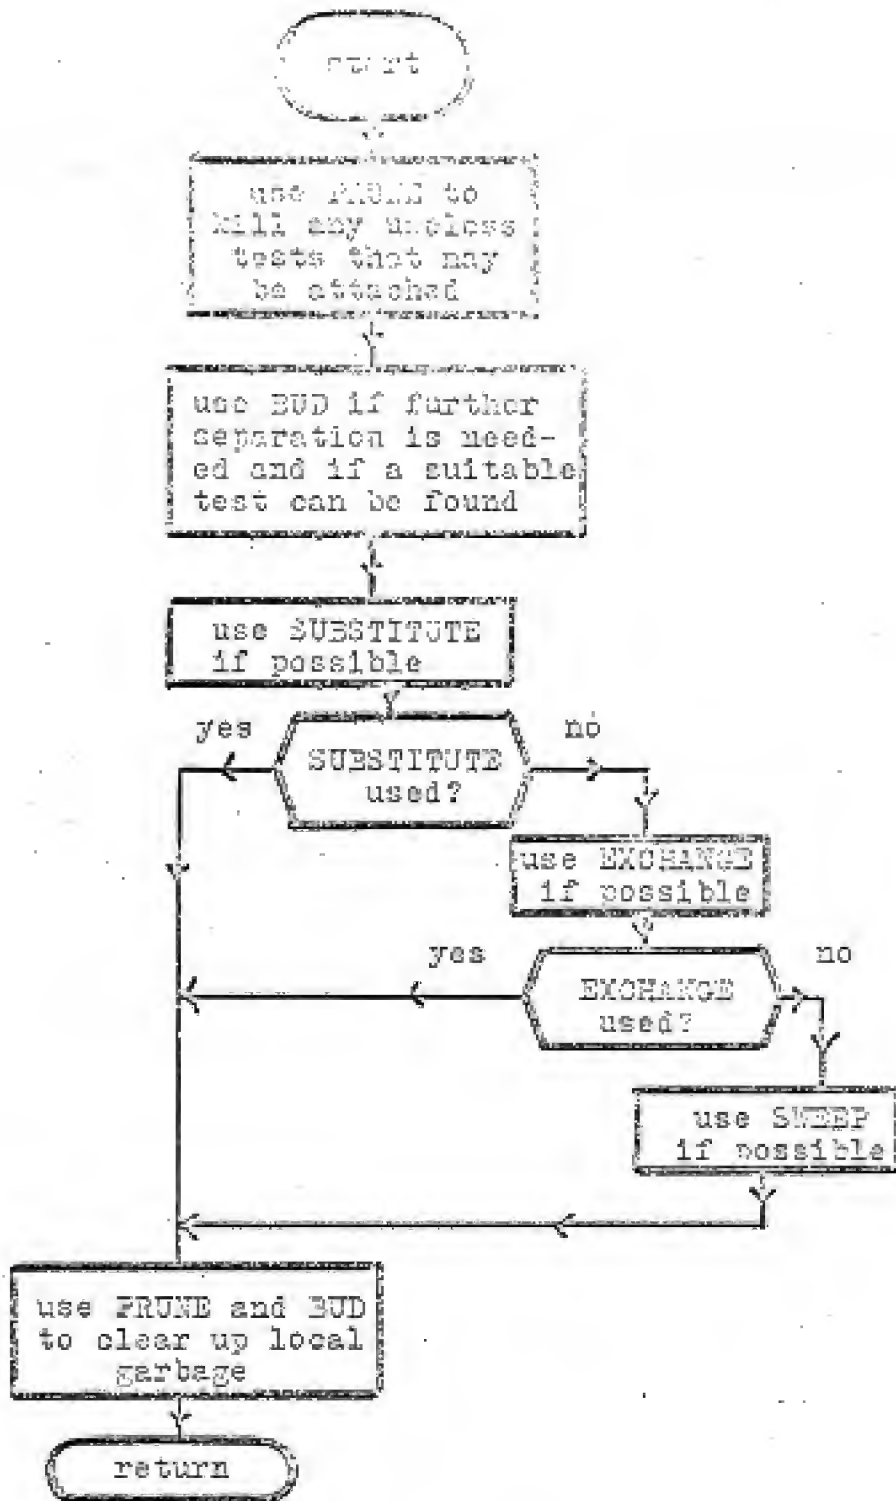 start
use PRUNE to
kill any useless
tests that may
be attached
use BUD if further
separation is need-
ed and if a suitable
test can be found
use SUBSTITUTE
if possible
yes
no
SUBSTITUTE
used?
use EXCHANGE
if possible
yes
no
EXCHANGE
used?
use SWEEP
if possible
use PRUNE and BUD
to clear up local
garbage
return